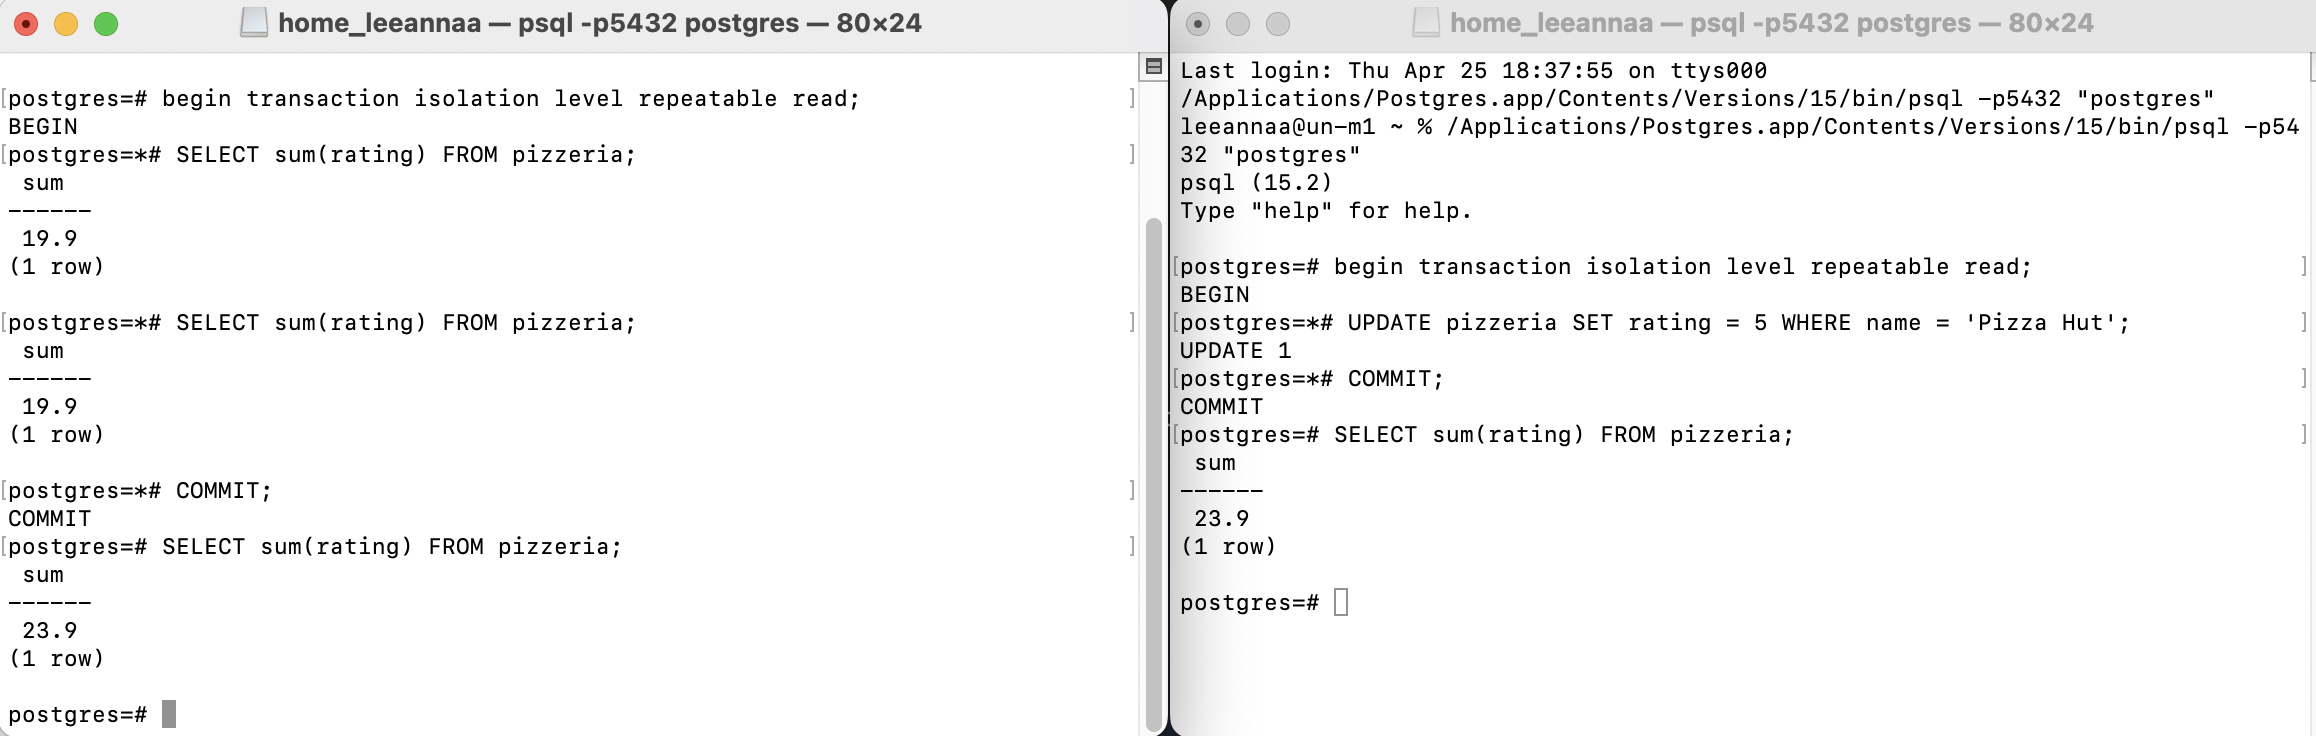 home_leeannaa — psql -p5432 postgres — 80×24
postgres=# begin transaction isolation level repeatable read;
BEGIN
postgres=*# SELECT sum(rating) FROM pizzeria;
sum
------
19.9
(1 row)
postgres=*# SELECT sum(rating) FROM pizzeria;
sum
------
19.9
(1 row)
postgres=*# COMMIT;
COMMIT
postgres=# SELECT sum(rating) FROM pizzeria;
sum
------
23.9
(1 row)
postgres=#
home_leeannaa — psql -p5432 postgres — 80×24
Last login: Thu Apr 25 18:37:55 on ttys000
/Applications/Postgres.app/Contents/Versions/15/bin/psql -p5432 "postgres"
leeannaa@un-m1 ~ % /Applications/Postgres.app/Contents/Versions/15/bin/psql -p54
32 "postgres"
psql (15.2)
Type "help" for help.
postgres=# begin transaction isolation level repeatable read;
BEGIN
postgres=*# UPDATE pizzeria SET rating = 5 WHERE name = 'Pizza Hut';
UPDATE 1
postgres=*# COMMIT;
COMMIT
postgres=# SELECT sum(rating) FROM pizzeria;
sum
------
23.9
(1 row)
postgres=#